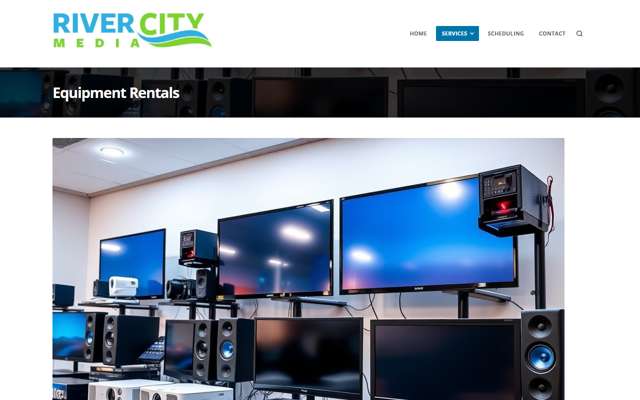 RIVER CITY
MEDIA
HOME
SERVICES
SCHEDULING
CONTACT
Equipment Rentals